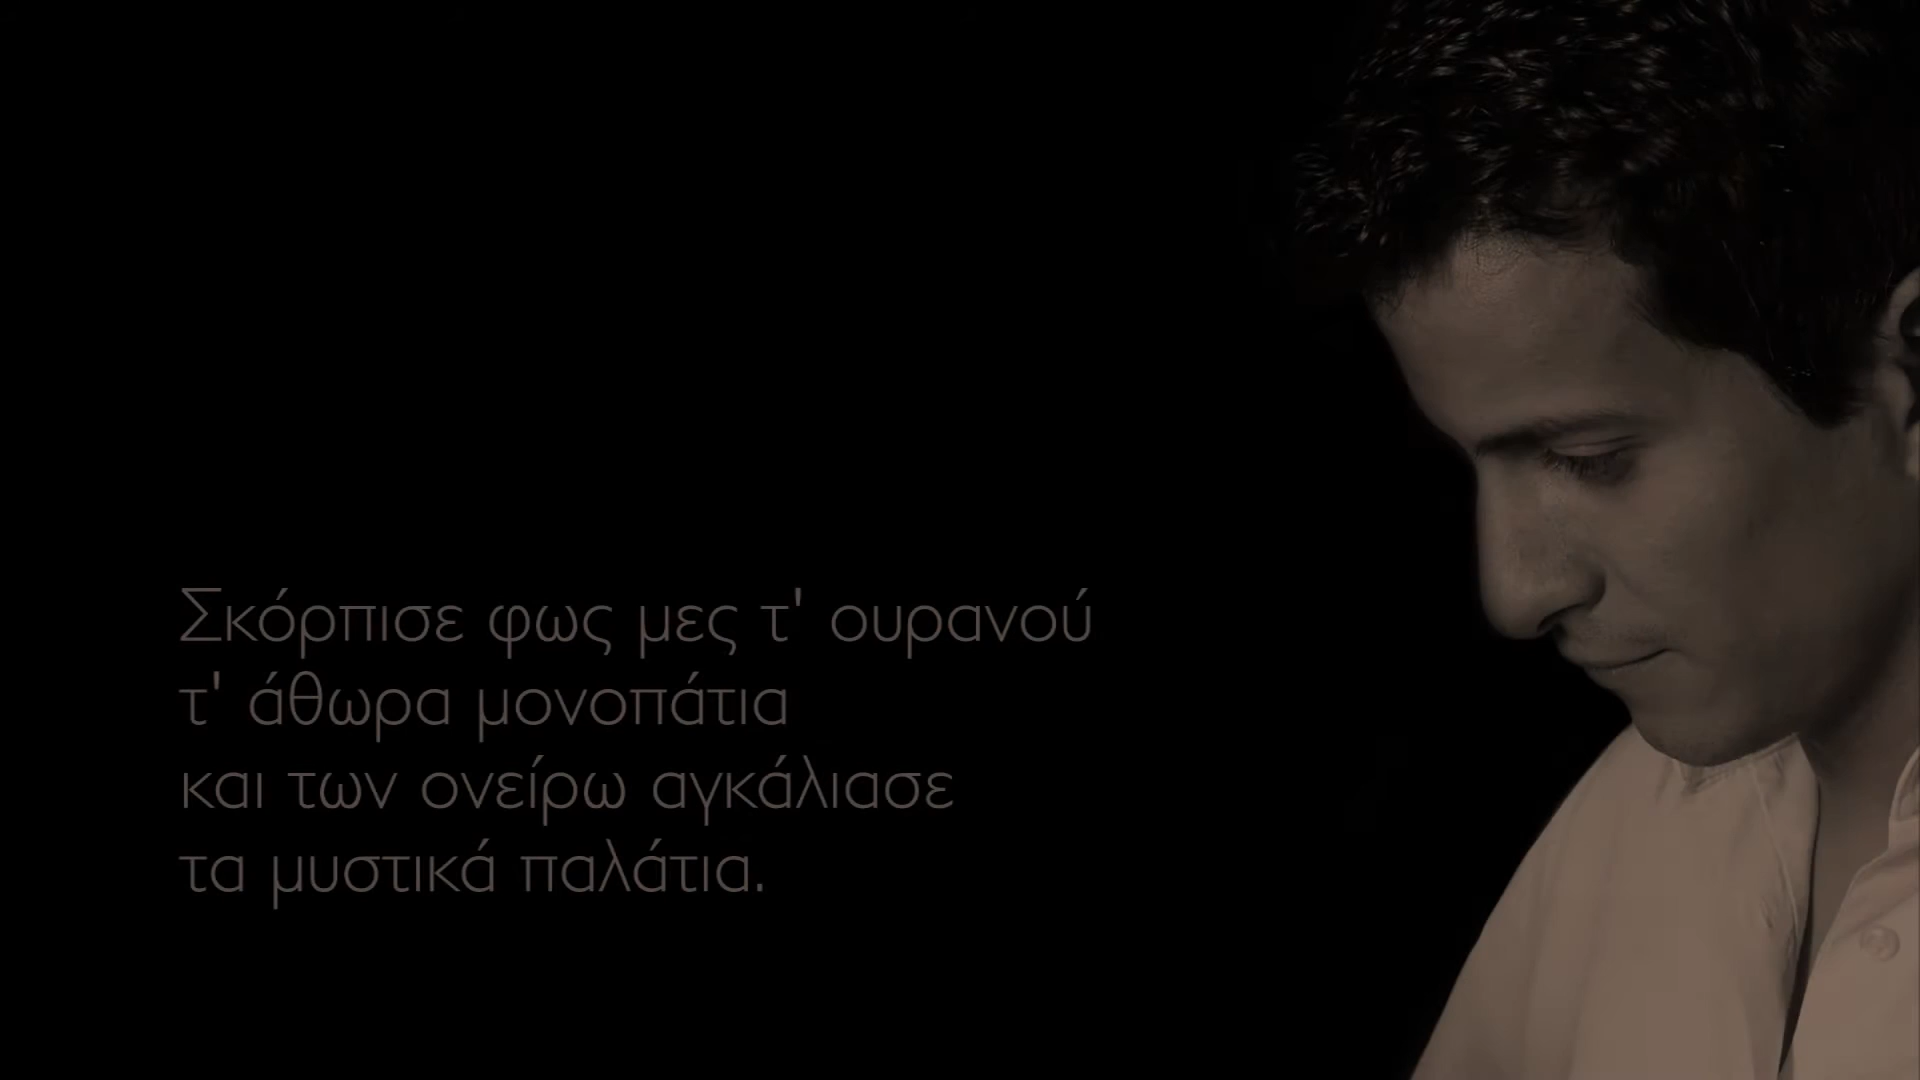 Σκόρπισε φως μες τ' ουρανού
τ' άθωρα μονοπάτια
και των ονείρω αγκάλιασε
τα μυστικά παλάτια.